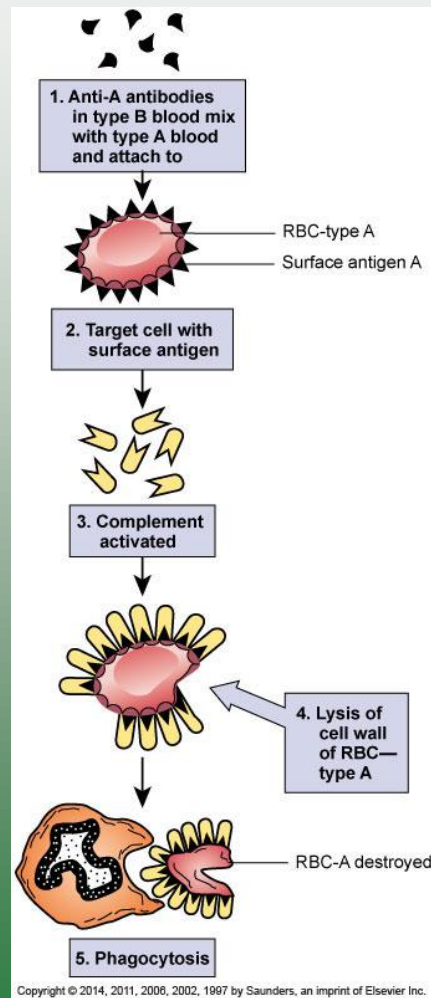 1. Anti-A antibodies
in type B blood mix
with type A blood
and attach to
RBC-type A
Surface antigen A
2. Target cell with
surface antigen
3. Complement
activated
4. Lysis of
cell wall
of RBC—
type A
RBC-A destroyed
5. Phagocytosis
Copyright © 2014, 2011, 2006, 2002, 1997 by Saunders, an imprint of Elsevier Inc.